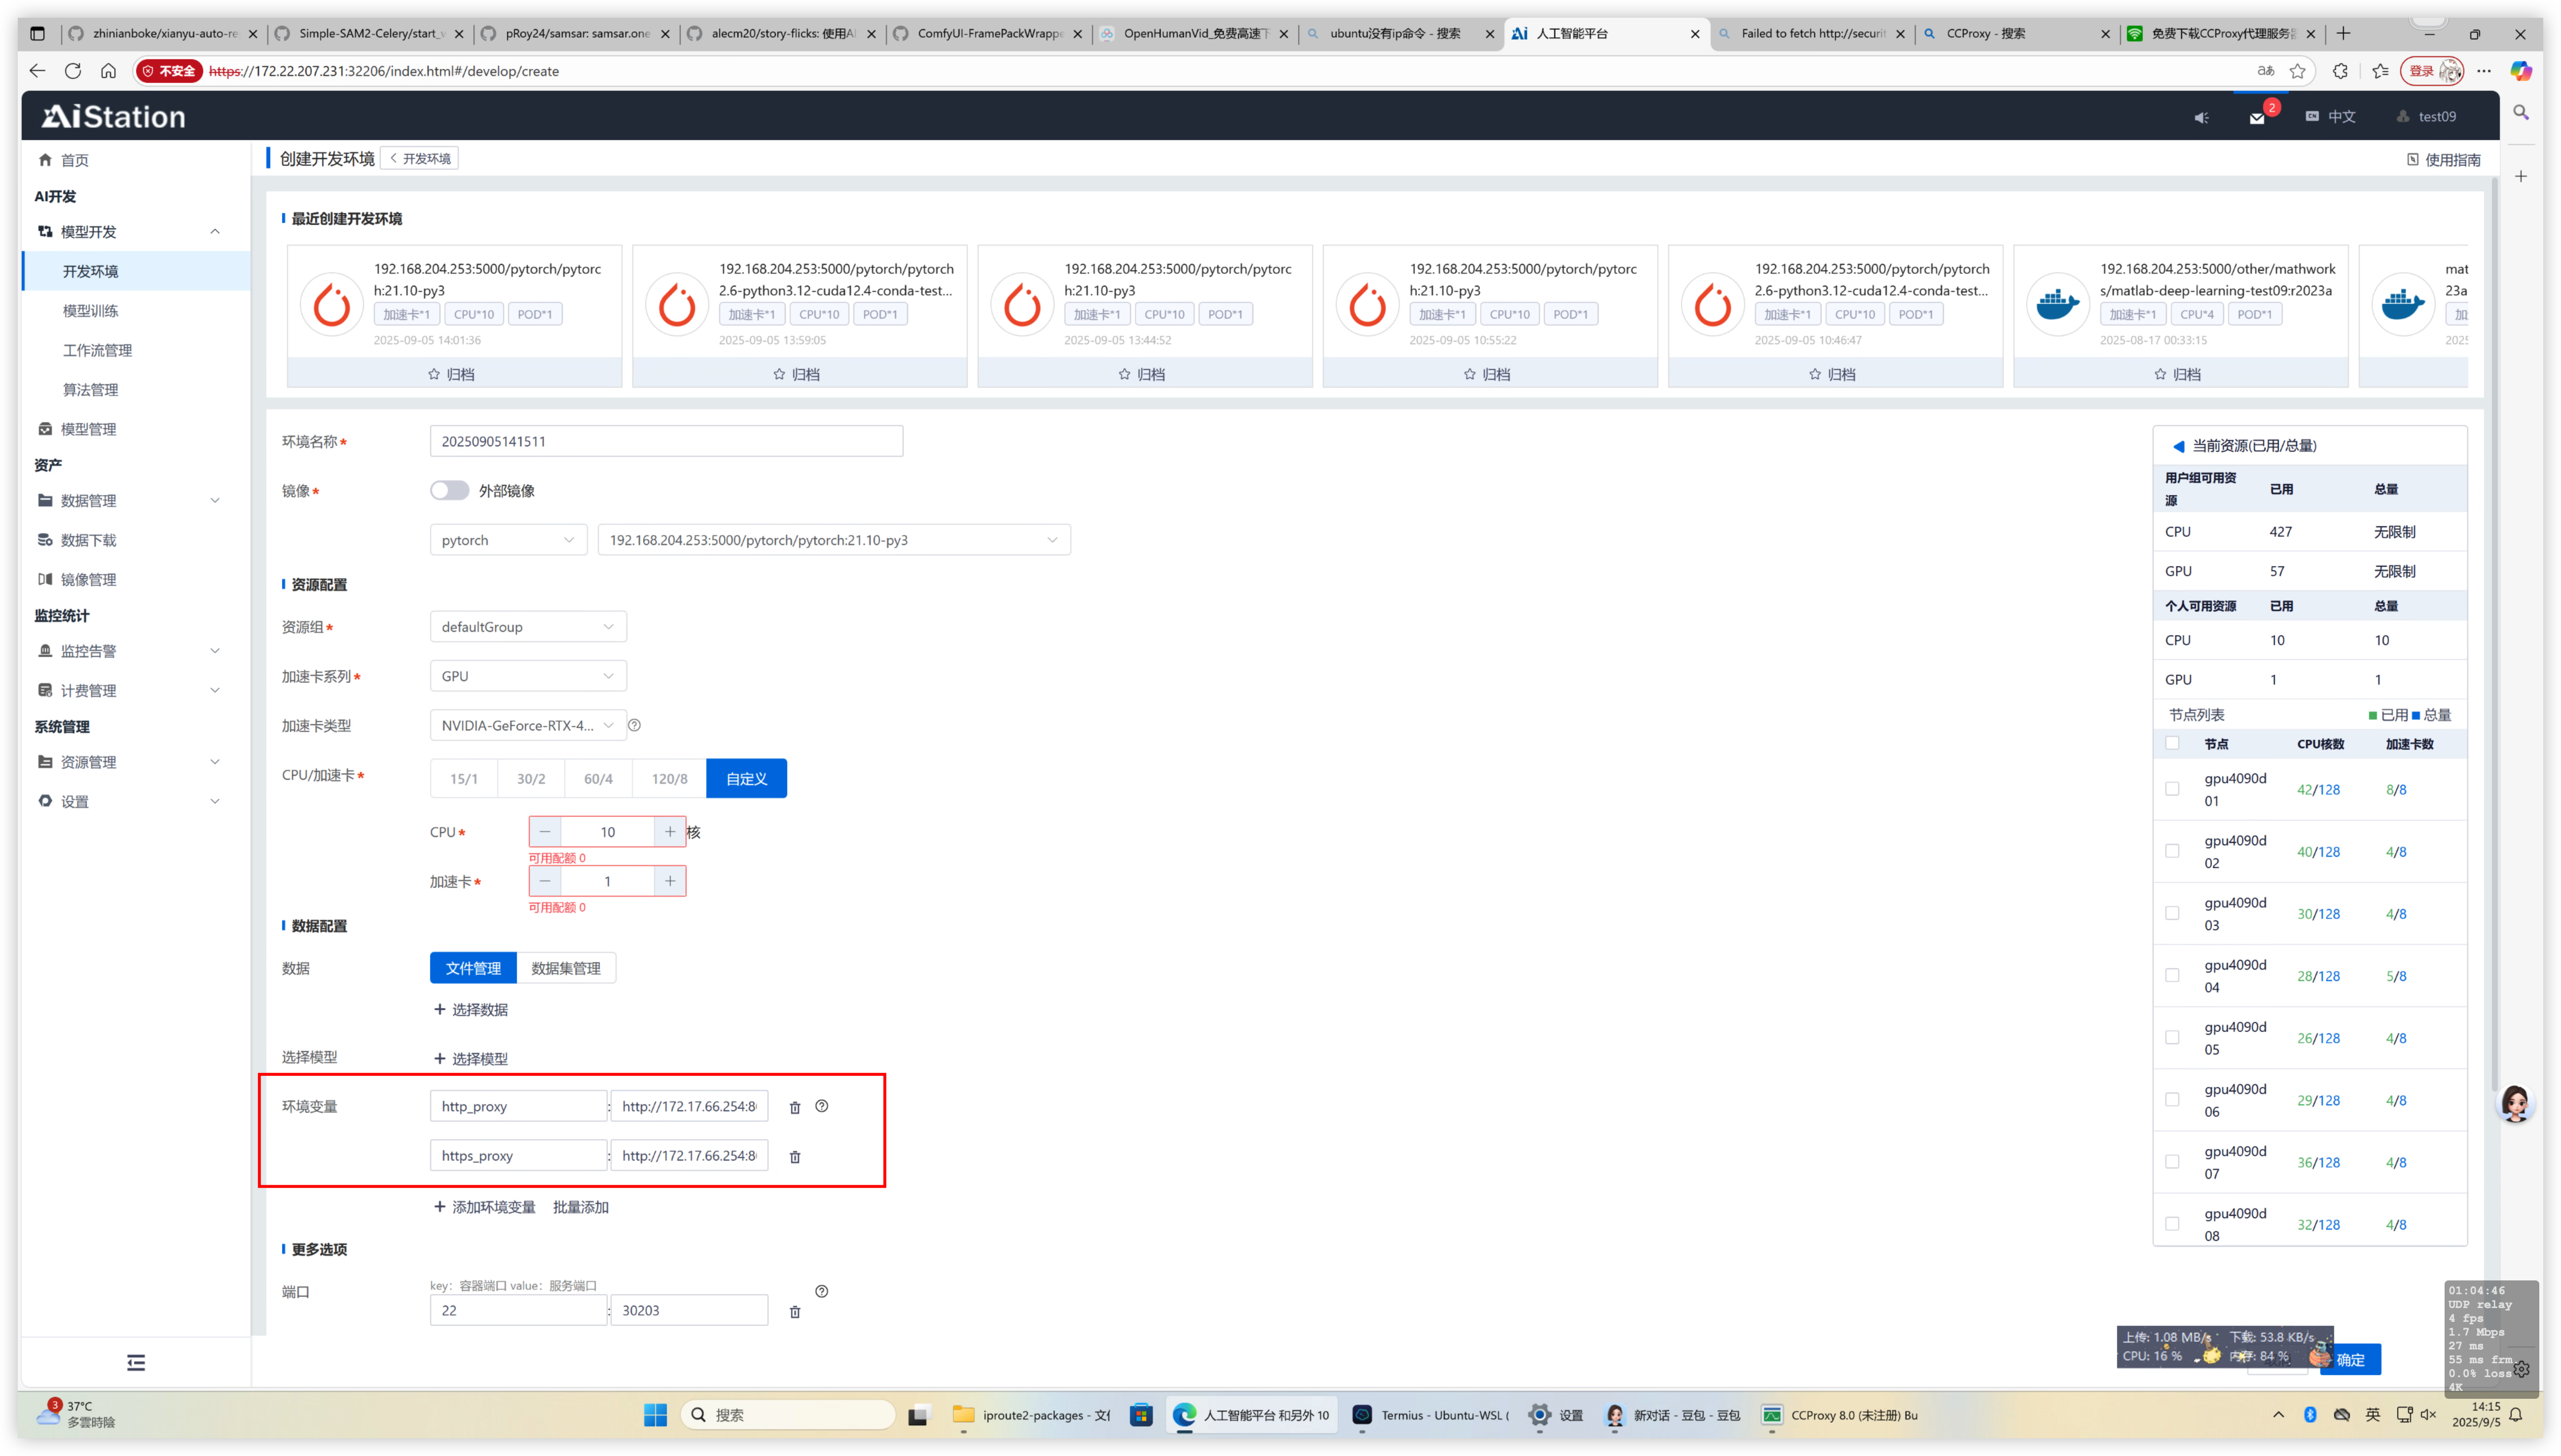 zhinianboke/xianyu-auto-re
Simple-SAM2-Celery/start_
pRoy24/samsar: samsar.one
alecm20/story-flicks: 使用AI
ComfyUI-FramePackWrappe
OpenHumanVid_免费高速下
ubuntu没有ip命令 - 搜索
人工智能平台
Failed to fetch http://securit
CCProxy - 搜索
免费下载CCProxy代理服务器
不安全 https://172.22.207.231:32206/index.html#/develop/create
登录
AiStation
2
中文
test09
首页
AI开发
模型开发
开发环境
模型训练
工作流管理
算法管理
模型管理
资产
数据管理
数据下载
镜像管理
监控统计
监控告警
计费管理
系统管理
资源管理
设置
创建开发环境
开发环境
使用指南
最近创建开发环境
192.168.204.253:5000/pytorch/pytorc
h:21.10-py3
加速卡*1 CPU*10 POD*1
2025-09-05 14:01:36
归档
192.168.204.253:5000/pytorch/pytorch
2.6-python3.12-cuda12.4-conda-test...
加速卡*1 CPU*10 POD*1
2025-09-05 13:59:05
归档
192.168.204.253:5000/pytorch/pytorc
h:21.10-py3
加速卡*1 CPU*10 POD*1
2025-09-05 13:44:52
归档
192.168.204.253:5000/pytorch/pytorc
h:21.10-py3
加速卡*1 CPU*10 POD*1
2025-09-05 10:55:22
归档
192.168.204.253:5000/pytorch/pytorch
2.6-python3.12-cuda12.4-conda-test...
加速卡*1 CPU*10 POD*1
2025-09-05 10:46:47
归档
192.168.204.253:5000/other/mathwork
s/matlab-deep-learning-test09:r2023a
加速卡*1 CPU*4 POD*1
2025-08-17 00:33:15
归档
mat
23a
加
2025
环境名称* 20250905141511
镜像* 外部镜像
pytorch 192.168.204.253:5000/pytorch/pytorch:21.10-py3
资源配置
资源组* defaultGroup
加速卡系列* GPU
加速卡类型 NVIDIA-GeForce-RTX-4...
CPU/加速卡* 15/1 30/2 60/4 120/8 自定义
CPU* 10 核
可用配额 0
加速卡* 1
可用配额 0
数据配置
数据 文件管理 数据集管理
+ 选择数据
选择模型 + 选择模型
环境变量 http_proxy : http://172.17.66.254:8
https_proxy : http://172.17.66.254:8
+ 添加环境变量 批量添加
更多选项
key: 容器端口 value: 服务端口
端口 22 : 30203
当前资源(已用/总量)
用户组可用资源 已用 总量
CPU 427 无限制
GPU 57 无限制
个人可用资源 已用 总量
CPU 10 10
GPU 1 1
节点列表 已用 总量
节点 CPU核数 加速卡数
gpu4090d01 42/128 8/8
gpu4090d02 40/128 4/8
gpu4090d03 30/128 4/8
gpu4090d04 28/128 5/8
gpu4090d05 26/128 4/8
gpu4090d06 29/128 4/8
gpu4090d07 36/128 4/8
gpu4090d08 32/128 4/8
确定
上传: 1.08 MB/s 下载: 53.8 KB/s
CPU: 16 % 内存: 84 %
01:04:46
UDP relay
4 fps
1.7 Mbps
27 ms
55 ms frm
0.0% loss
4K
3
37°C
多雲時陰
搜索
iproute2-packages - 文件
人工智能平台 和另外 10
Termius - Ubuntu-WSL (
设置
新对话 - 豆包 - 豆包
CCProxy 8.0 (未注册) Bu
英
14:15
2025/9/5